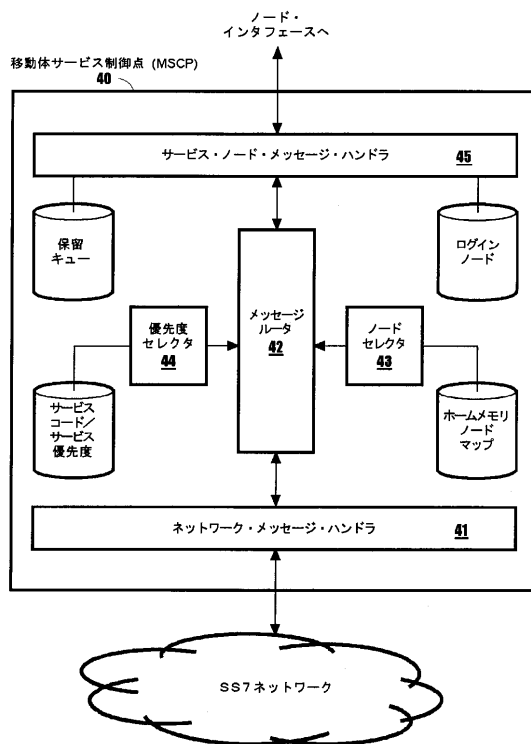 ノード・
インタフェースへ
移動体サービス制御点 (MSCP)
40
サービス・ノード・メッセージ・ハンドラ 45
保留
キュー
ログイン
ノード
優先度
セレクタ
44
メッセージ
ルータ
42
ノード
セレクタ
43
サービス
コード/
サービス
優先度
ホームメモリ
ノード
マップ
ネットワーク・メッセージ・ハンドラ 41
SS7ネットワーク